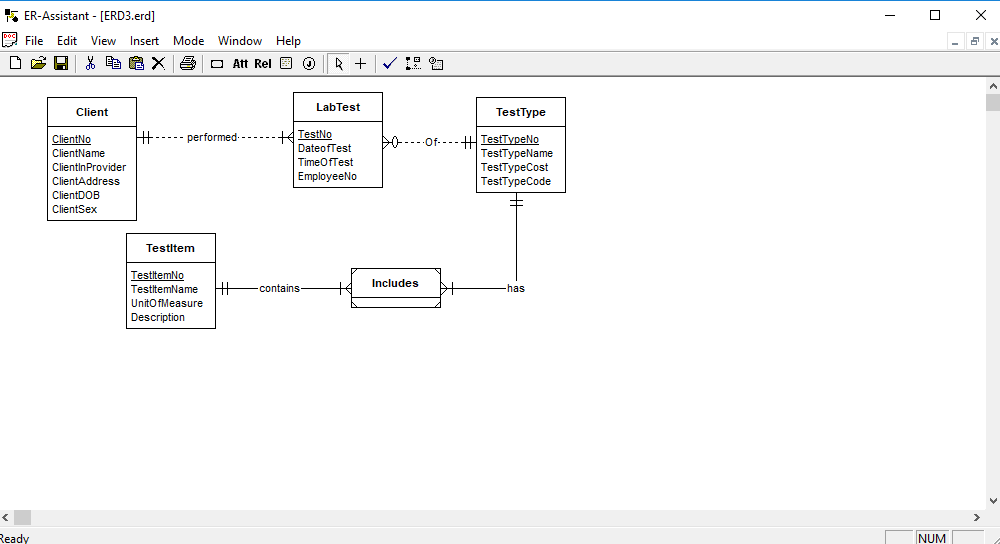 ER-Assistant - [ERD3.erd]
File Edit View Insert Mode Window Help
Att Rel
Client
ClientNo
ClientName
ClientInProvider
ClientAddress
ClientDOB
ClientSex
performed
LabTest
TestNo
DateofTest
TimeOfTest
EmployeeNo
Of
TestType
TestTypeNo
TestTypeName
TestTypeCost
TestTypeCode
TestItem
TestItemNo
TestItemName
UnitOfMeasure
Description
contains
Includes
has
Ready NUM